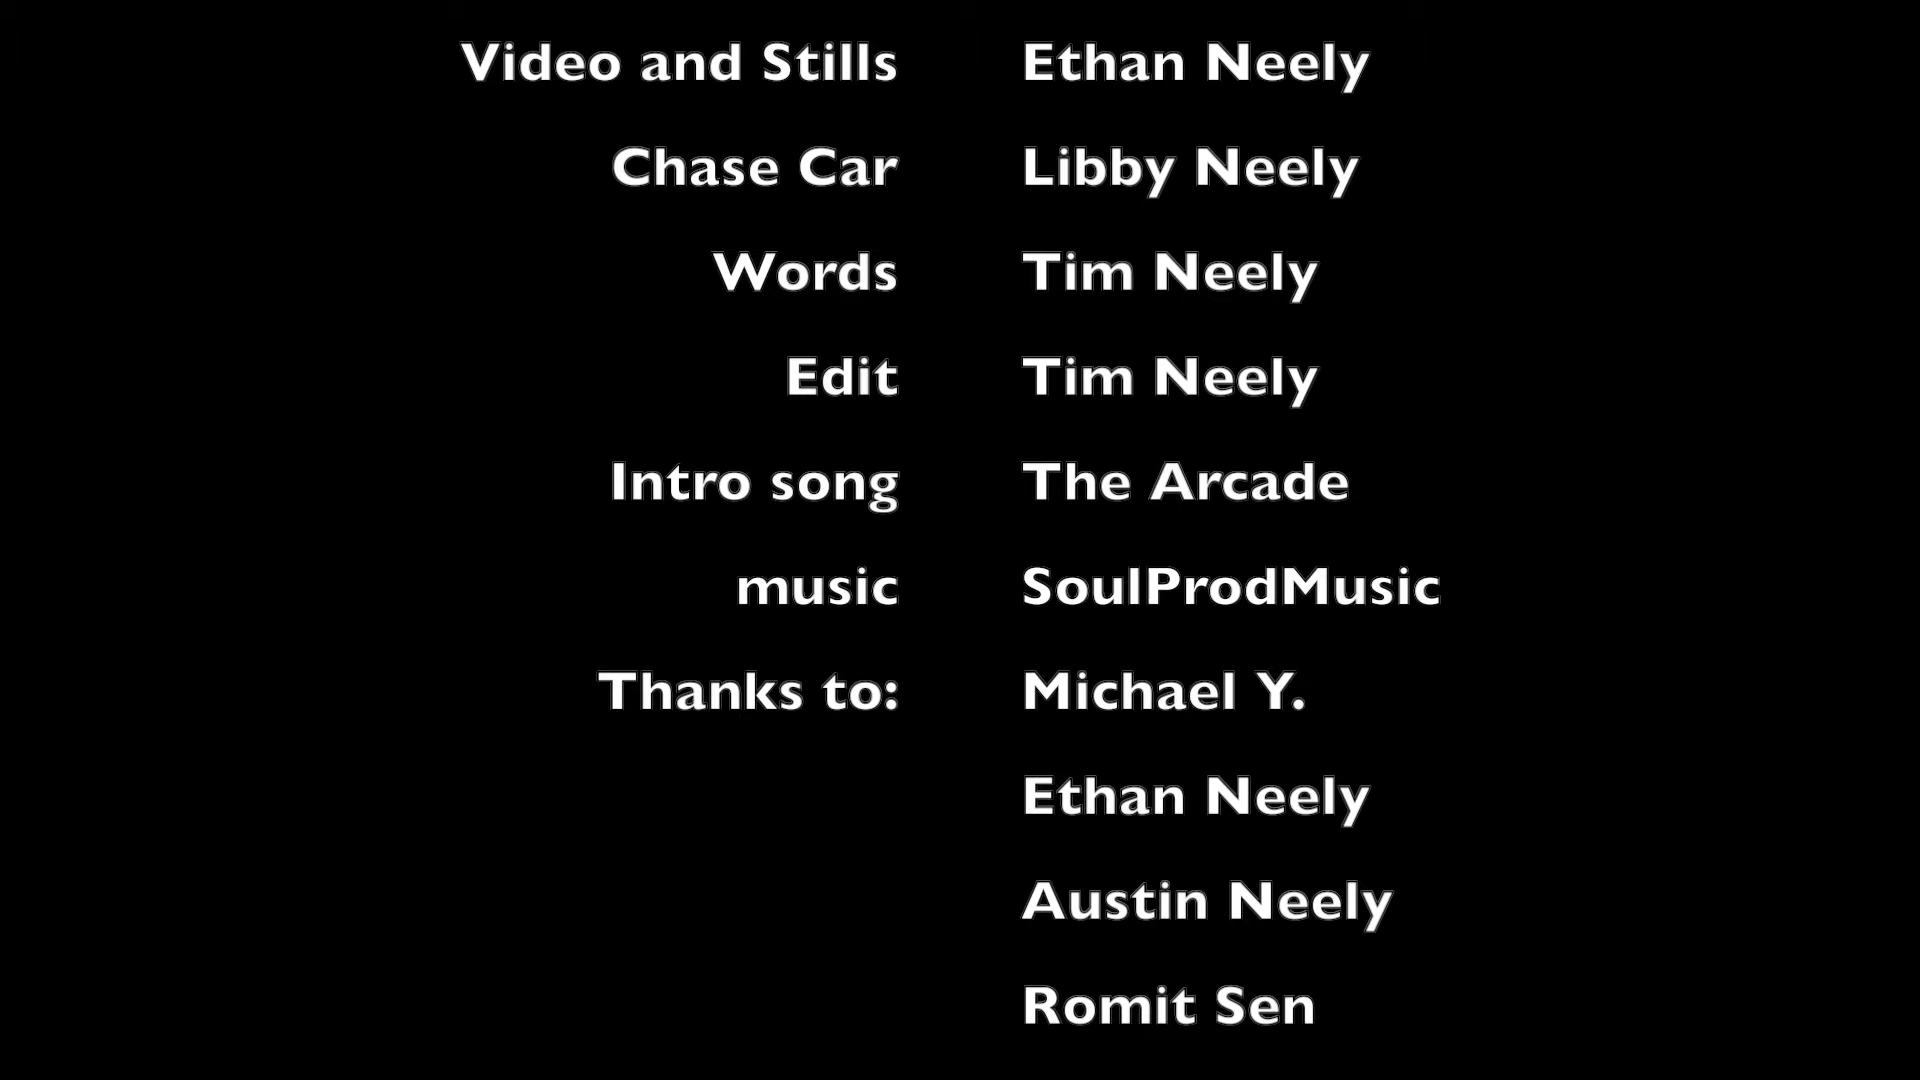 Video and Stills Ethan Neely
Chase Car Libby Neely
Words Tim Neely
Edit Tim Neely
Intro song The Arcade
music SoulProdMusic
Thanks to: Michael Y.
Ethan Neely
Austin Neely
Romit Sen